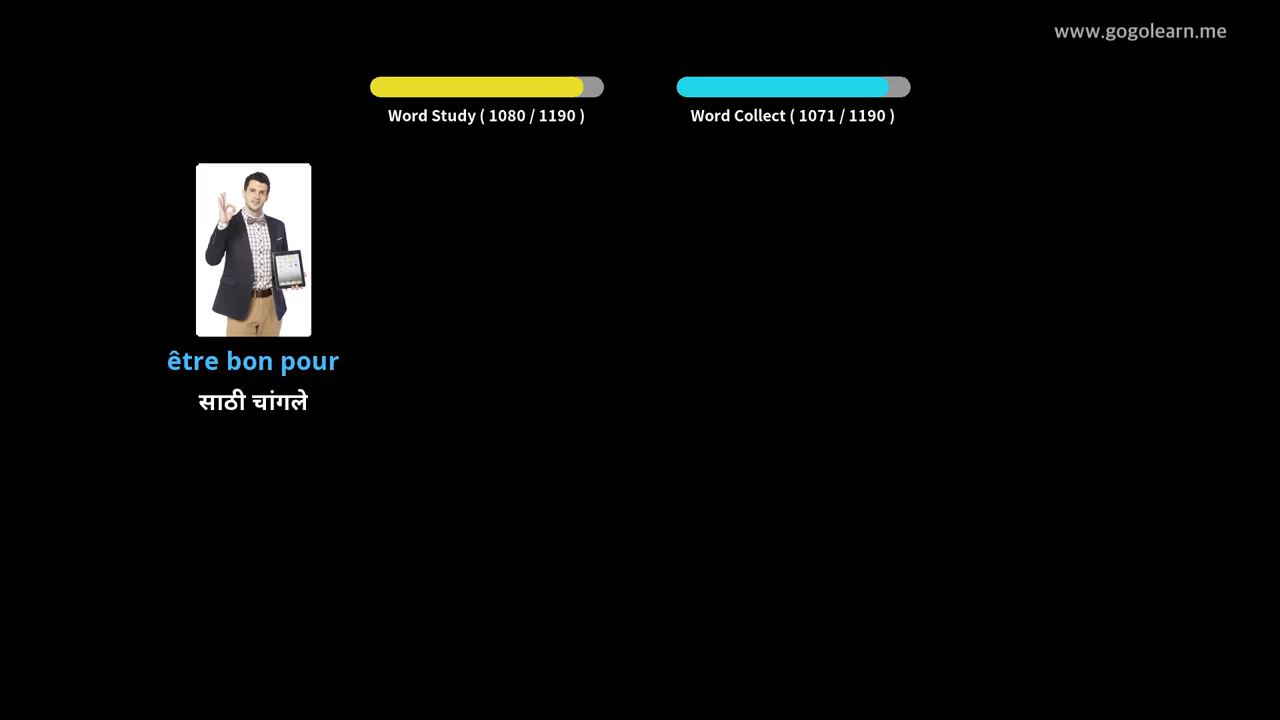 www.gogolearn.me
Word Study ( 1080 / 1190 )
Word Collect ( 1071 / 1190 )
être bon pour
साठी चांगले